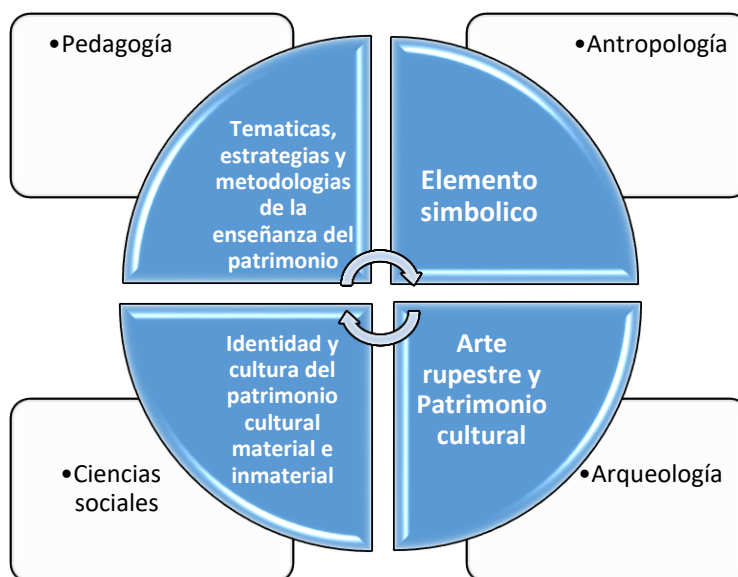 •Pedagogía
•Antropología
Tematicas,
estrategias y
metodologias
de la
enseñanza del
patrimonio
Elemento
simbolico
Identidad y
cultura del
patrimonio
cultural
material e
inmaterial
Arte
rupestre y
Patrimonio
cultural
•Ciencias
sociales
•Arqueología